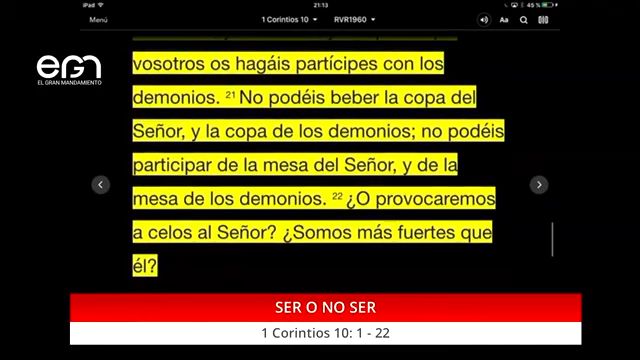 iPad
21:13
45 %
Menú
1 Corintios 10
RVR1960
Aa
vosotros os hagáis partícipes con los
demonios. 21 No podéis beber la copa del
Señor, y la copa de los demonios; no podéis
participar de la mesa del Señor, y de la
mesa de los demonios. 22 ¿O provocaremos
a celos al Señor? ¿Somos más fuertes que
él?
EGM
EL GRAN MANDAMIENTO
SER O NO SER
1 Corintios 10: 1 - 22